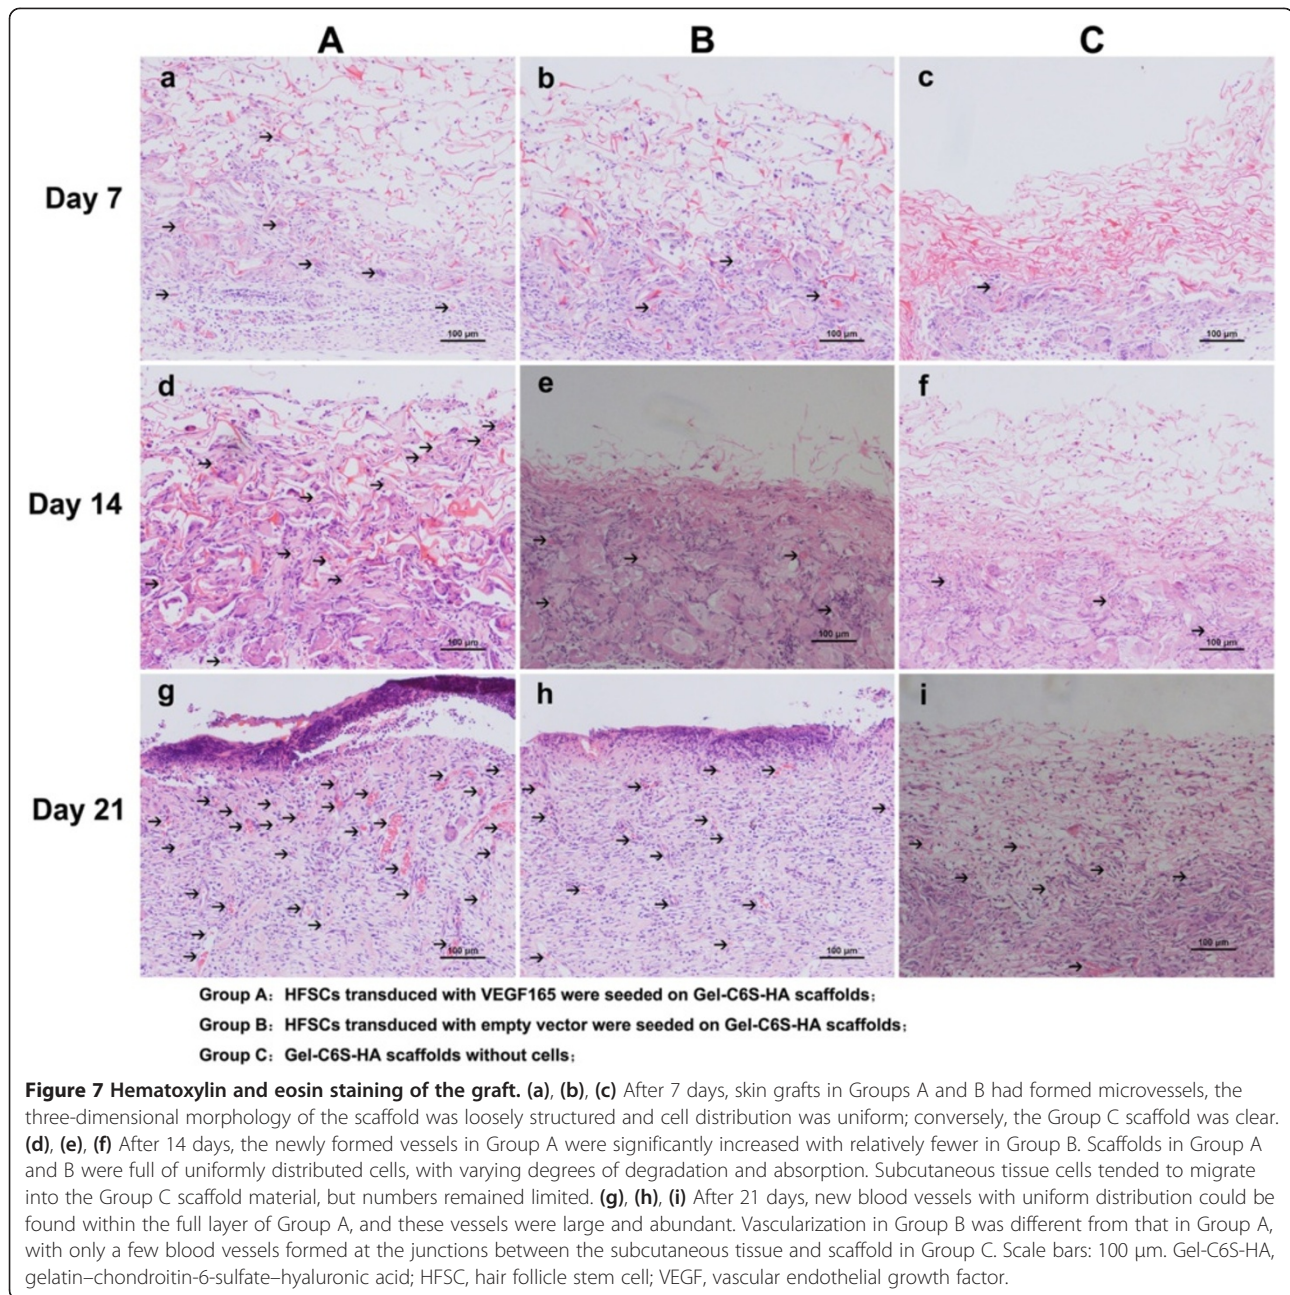 A B C
a b c
Day 7
100 µm 100 µm 100 µm
d e f
Day 14
100 µm 100 µm 100 µm
g h i
Day 21
100 µm 100 µm 100 µm
Group A: HFSCs transduced with VEGF165 were seeded on Gel-C6S-HA scaffolds;
Group B: HFSCs transduced with empty vector were seeded on Gel-C6S-HA scaffolds;
Group C: Gel-C6S-HA scaffolds without cells;
Figure 7 Hematoxylin and eosin staining of the graft. (a), (b), (c) After 7 days, skin grafts in Groups A and B had formed microvessels, the
three-dimensional morphology of the scaffold was loosely structured and cell distribution was uniform; conversely, the Group C scaffold was clear.
(d), (e), (f) After 14 days, the newly formed vessels in Group A were significantly increased with relatively fewer in Group B. Scaffolds in Group A
and B were full of uniformly distributed cells, with varying degrees of degradation and absorption. Subcutaneous tissue cells tended to migrate
into the Group C scaffold material, but numbers remained limited. (g), (h), (i) After 21 days, new blood vessels with uniform distribution could be
found within the full layer of Group A, and these vessels were large and abundant. Vascularization in Group B was different from that in Group A,
with only a few blood vessels formed at the junctions between the subcutaneous tissue and scaffold in Group C. Scale bars: 100 µm. Gel-C6S-HA,
gelatin–chondroitin-6-sulfate–hyaluronic acid; HFSC, hair follicle stem cell; VEGF, vascular endothelial growth factor.